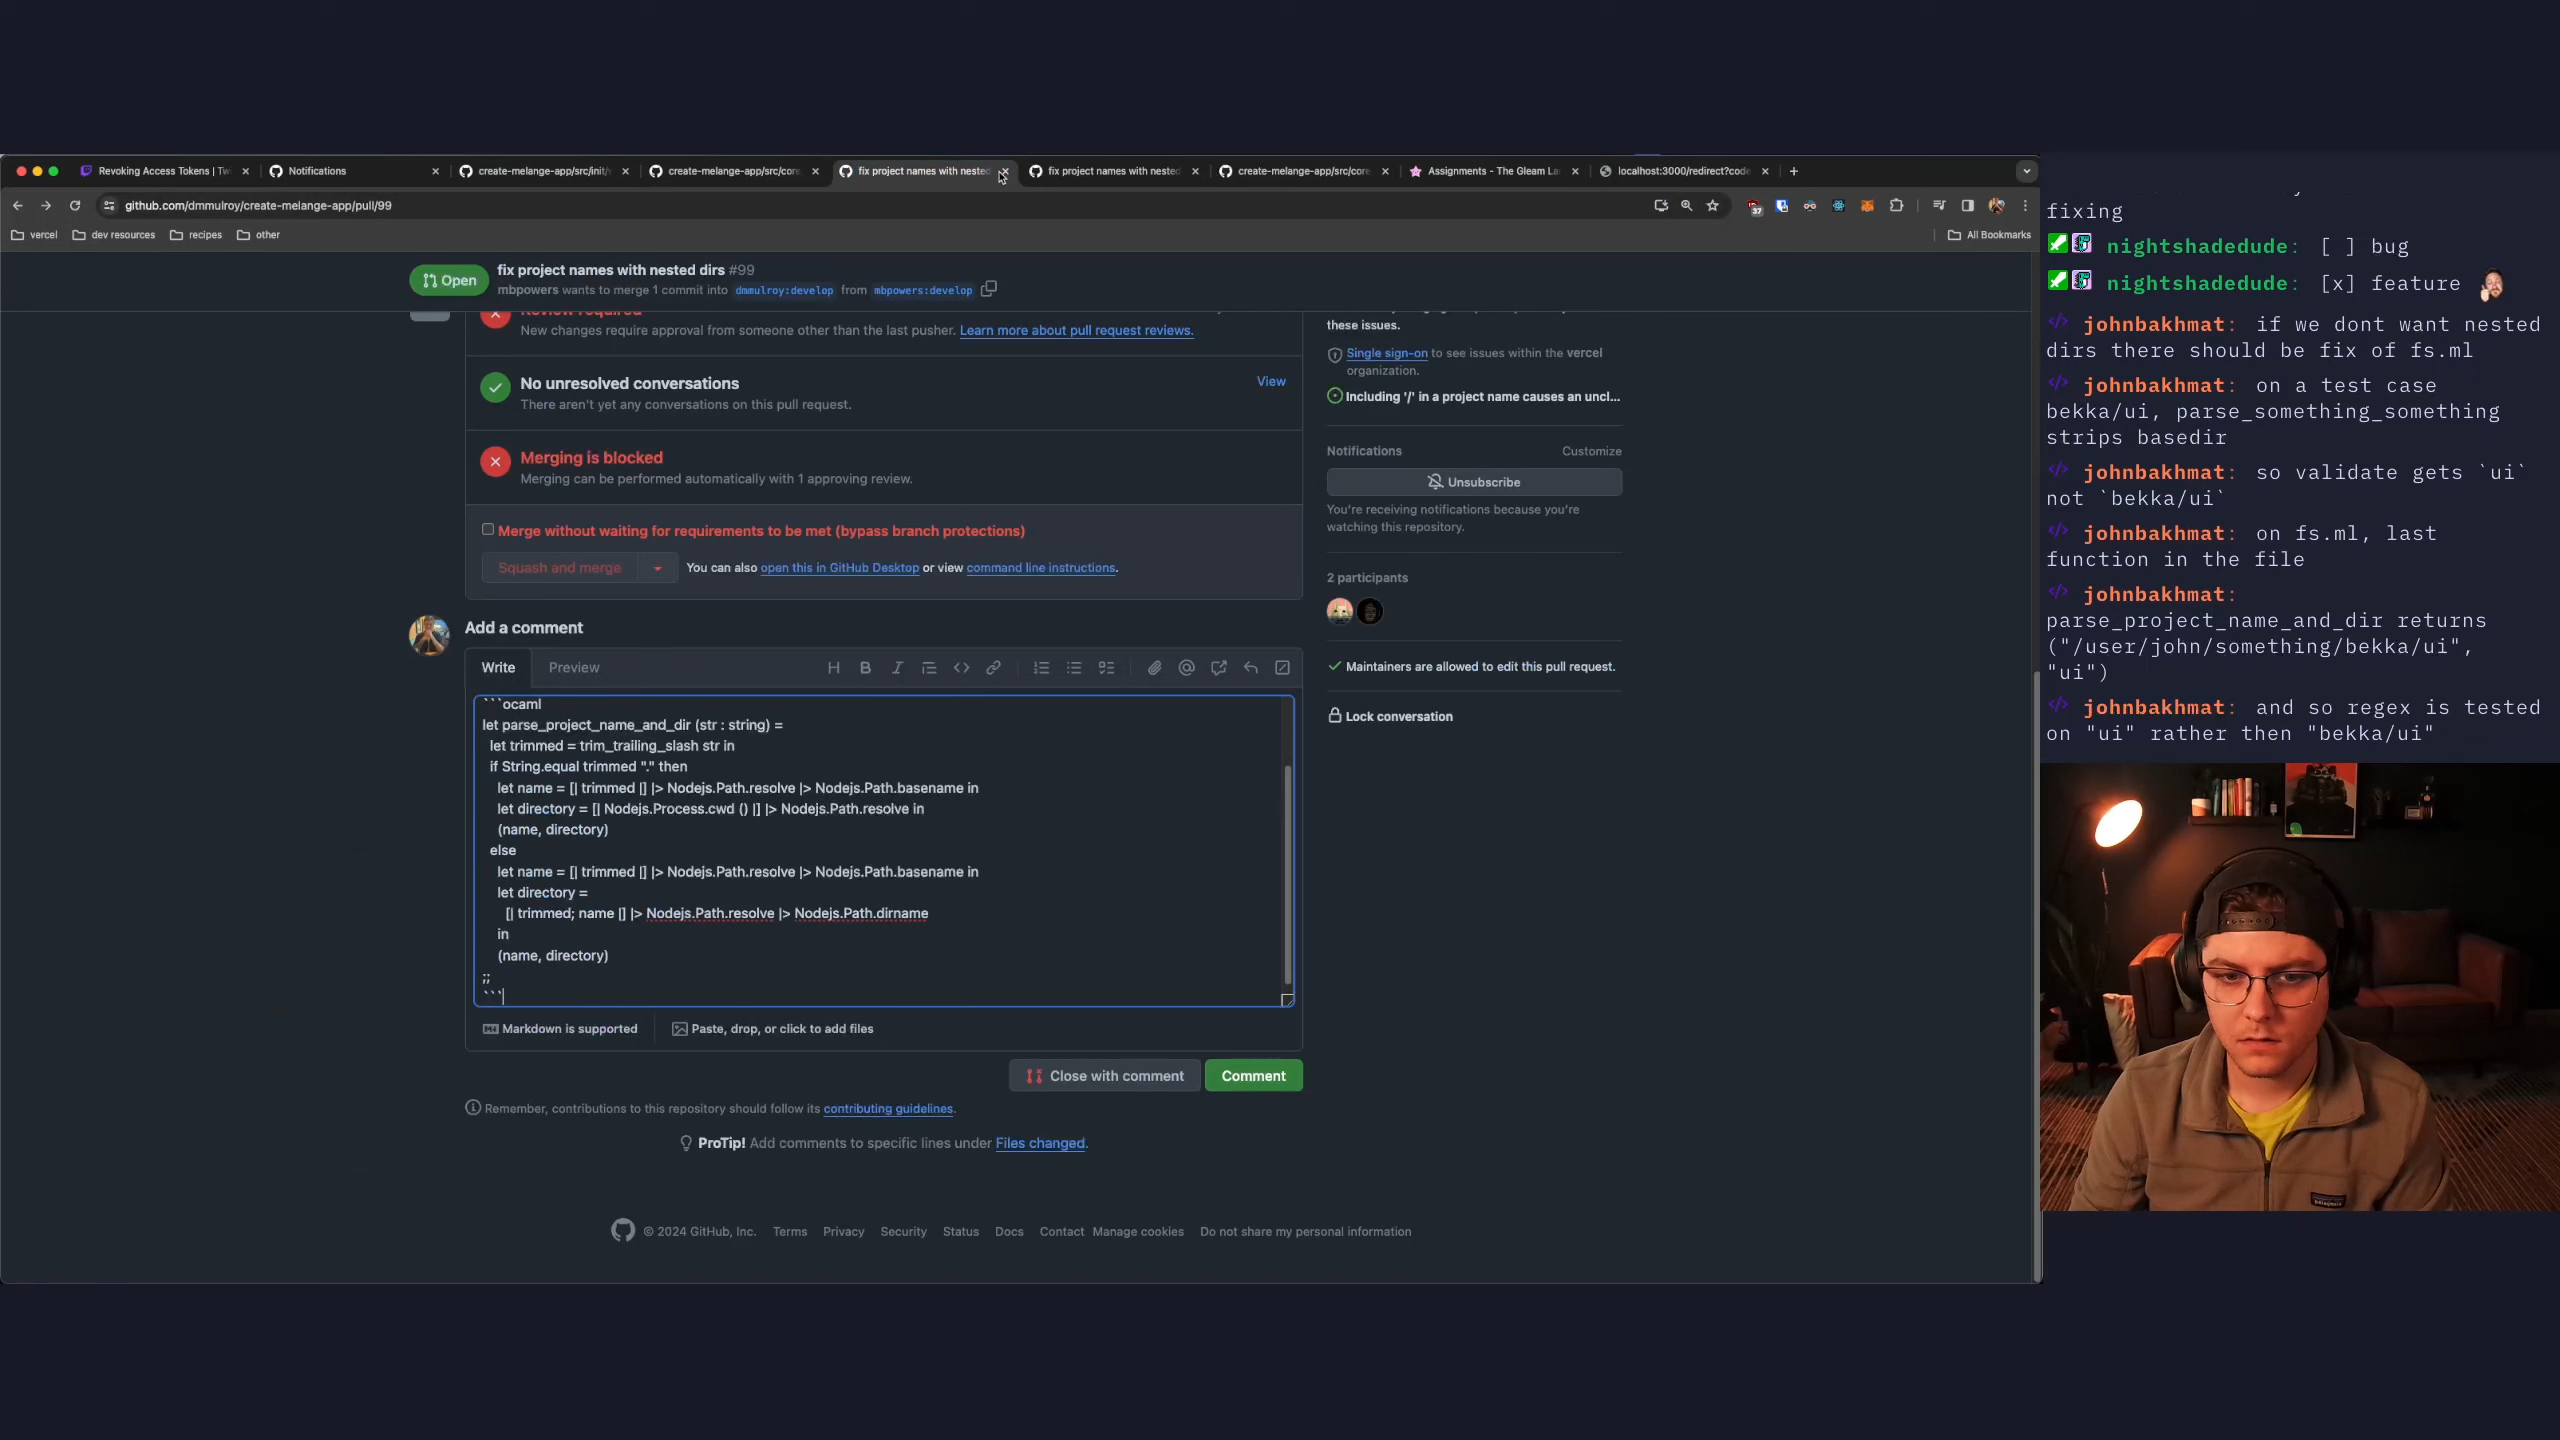 Revoking Access Tokens | Tw
Notifications
create-melange-app/src/init/
create-melange-app/src/core
fix project names with nested
fix project names with nested
create-melange-app/src/core
Assignments - The Gleam La
localhost:3000/redirect?code
github.com/dmmulroy/create-melange-app/pull/99
37
vercel
dev resources
recipes
other
All Bookmarks
Open
fix project names with nested dirs #99
mbpowers wants to merge 1 commit into dmmulroy:develop from mbpowers:develop
Review required
New changes require approval from someone other than the last pusher. Learn more about pull request reviews.
No unresolved conversations
View
There aren't yet any conversations on this pull request.
Merging is blocked
Merging can be performed automatically with 1 approving review.
Merge without waiting for requirements to be met (bypass branch protections)
Squash and merge
You can also open this in GitHub Desktop or view command line instructions.
Add a comment
Write
Preview
```ocaml
let parse_project_name_and_dir (str : string) =
let trimmed = trim_trailing_slash str in
if String.equal trimmed "." then
let name = [| trimmed |] |> Nodejs.Path.resolve |> Nodejs.Path.basename in
let directory = [| Nodejs.Process.cwd () |] |> Nodejs.Path.resolve in
(name, directory)
else
let name = [| trimmed |] |> Nodejs.Path.resolve |> Nodejs.Path.basename in
let directory =
[| trimmed; name |] |> Nodejs.Path.resolve |> Nodejs.Path.dirname
in
(name, directory)
;;
```
Markdown is supported
Paste, drop, or click to add files
Close with comment
Comment
Remember, contributions to this repository should follow its contributing guidelines.
ProTip! Add comments to specific lines under Files changed.
© 2024 GitHub, Inc. Terms Privacy Security Status Docs Contact Manage cookies Do not share my personal information
these issues.
Single sign-on to see issues within the vercel
organization.
Including '/' in a project name causes an uncl...
Notifications
Customize
Unsubscribe
You're receiving notifications because you're
watching this repository.
2 participants
Maintainers are allowed to edit this pull request.
Lock conversation
fixing
nightshadedude: [ ] bug
nightshadedude: [x] feature
johnbakhmat: if we dont want nested
dirs there should be fix of fs.ml
johnbakhmat: on a test case
bekka/ui, parse_something_something
strips basedir
johnbakhmat: so validate gets `ui`
not `bekka/ui`
johnbakhmat: on fs.ml, last
function in the file
johnbakhmat:
parse_project_name_and_dir returns
("/user/john/something/bekka/ui",
"ui")
johnbakhmat: and so regex is tested
on "ui" rather then "bekka/ui"